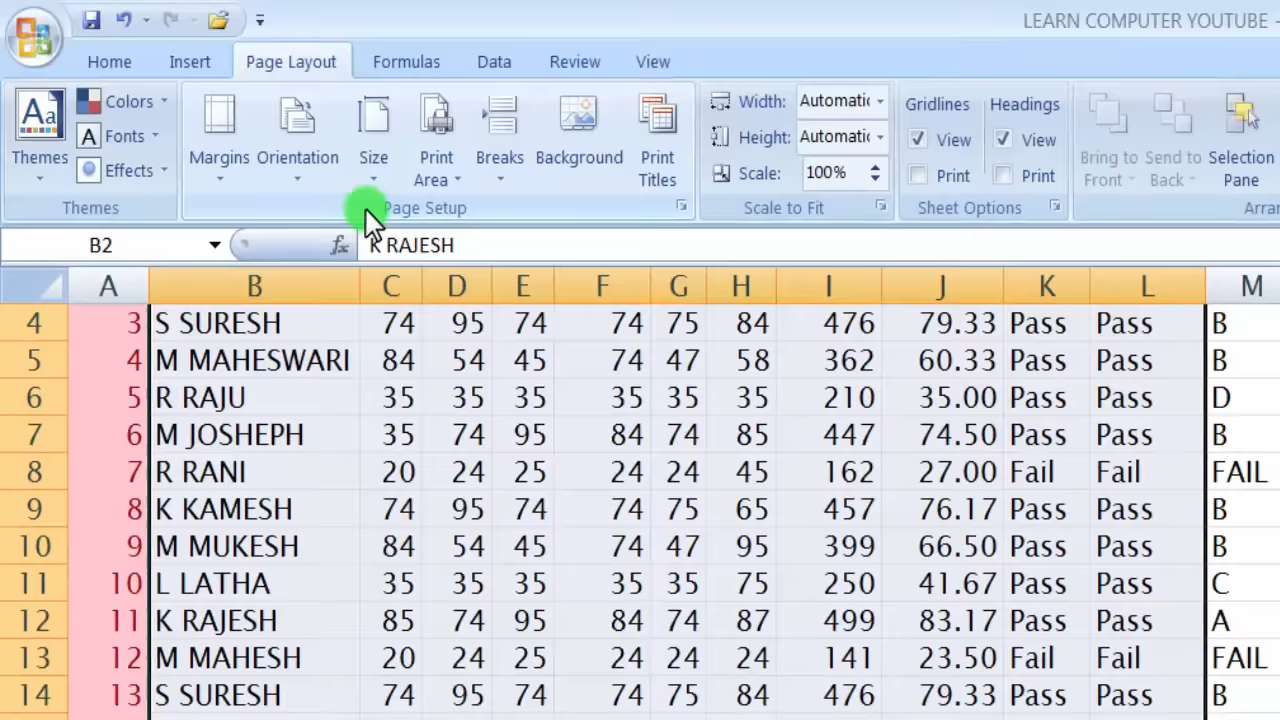 LEARN COMPUTER YOUTUBE -
Home Insert Page Layout Formulas Data Review View
Aa Themes Colors A Fonts Effects Themes
Margins Orientation Size Print Area Breaks Background Print Titles Page Setup
Width: Automatic Height: Automatic Scale: 100% Scale to Fit
Gridlines View Print Headings View Print Sheet Options
Bring to Front Send to Back Selection Pane
B2 fx K RAJESH
A B C D E F G H I J K L M
4 3 S SURESH 74 95 74 74 75 84 476 79.33 Pass Pass B
5 4 M MAHESWARI 84 54 45 74 47 58 362 60.33 Pass Pass B
6 5 R RAJU 35 35 35 35 35 35 210 35.00 Pass Pass D
7 6 M JOSHEPH 35 74 95 84 74 85 447 74.50 Pass Pass B
8 7 R RANI 20 24 25 24 24 45 162 27.00 Fail Fail FAIL
9 8 K KAMESH 74 95 74 74 75 65 457 76.17 Pass Pass B
10 9 M MUKESH 84 54 45 74 47 95 399 66.50 Pass Pass B
11 10 L LATHA 35 35 35 35 35 75 250 41.67 Pass Pass C
12 11 K RAJESH 85 74 95 84 74 87 499 83.17 Pass Pass A
13 12 M MAHESH 20 24 25 24 24 24 141 23.50 Fail Fail FAIL
14 13 S SURESH 74 95 74 74 75 84 476 79.33 Pass Pass B